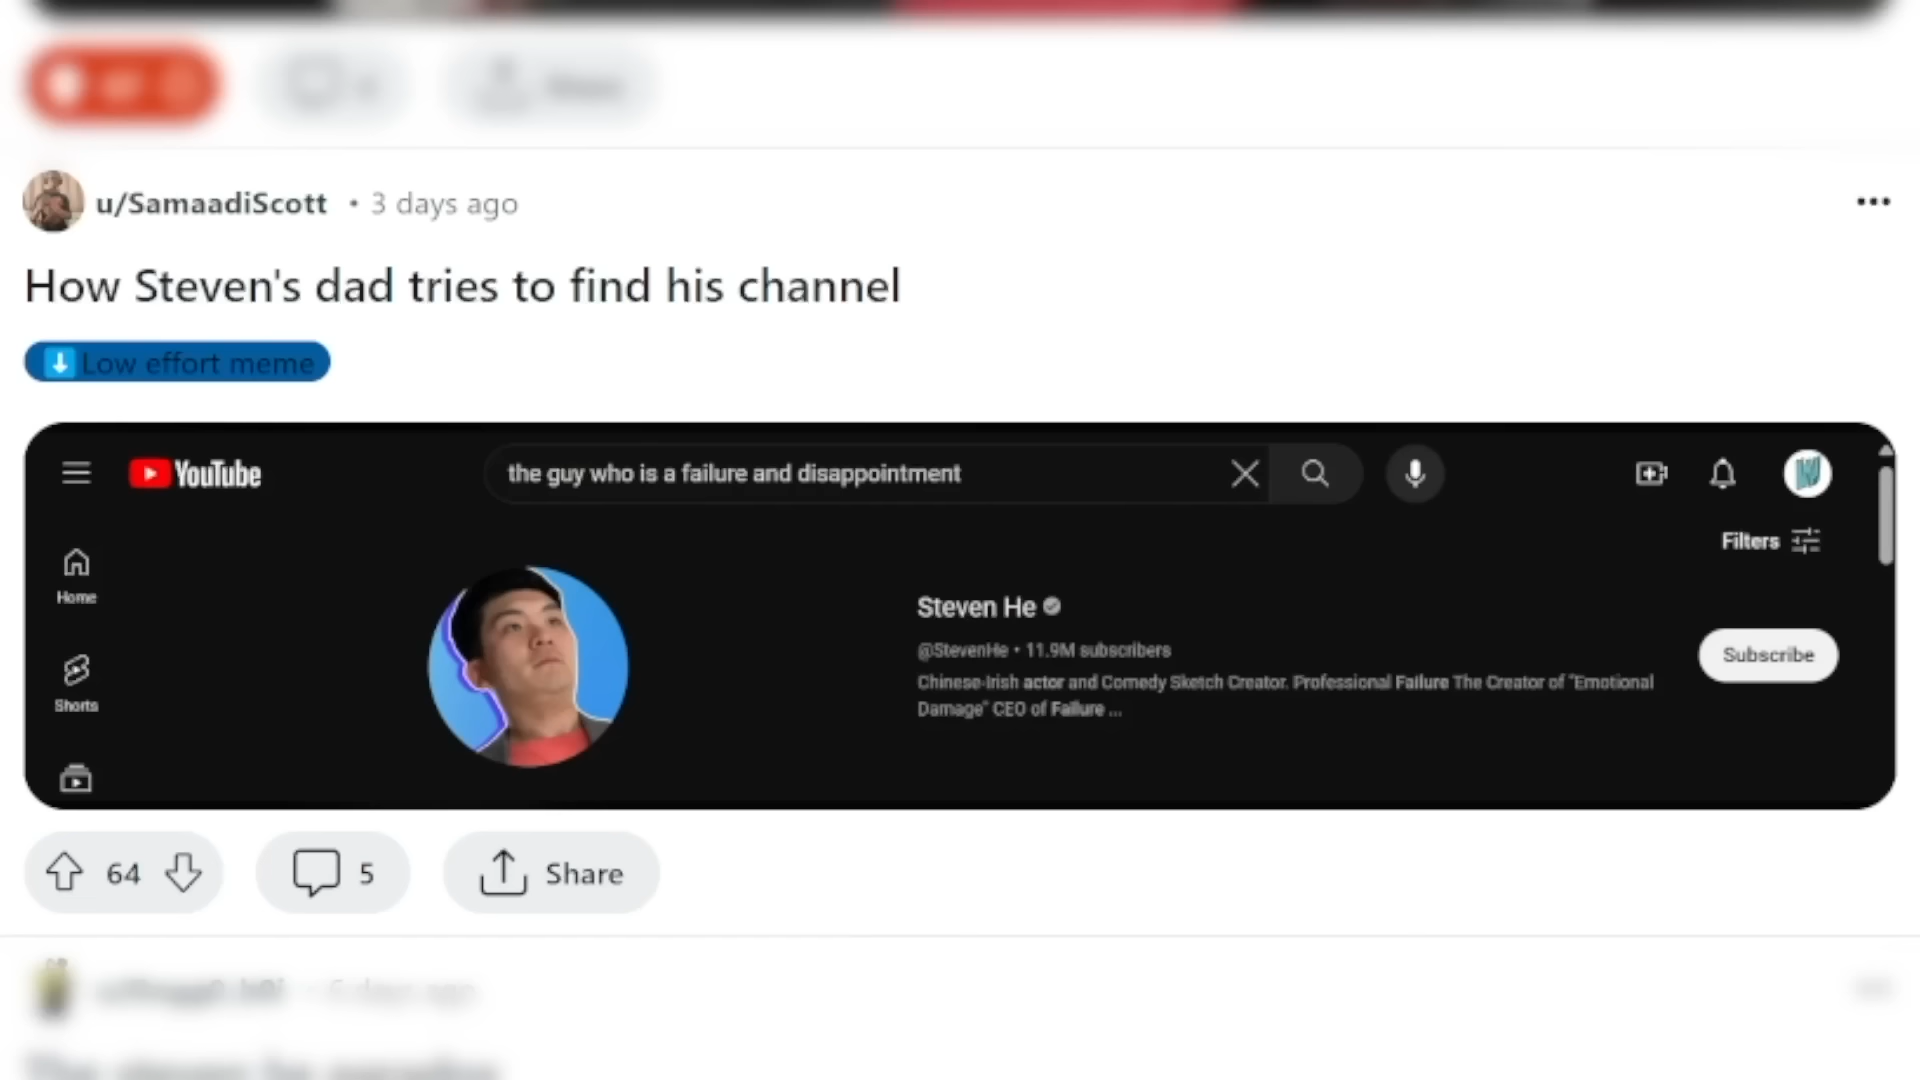 u/SamaadiScott • 3 days ago
How Steven's dad tries to find his channel
Low effort meme
YouTube
the guy who is a failure and disappointment
Filters
Home
Steven He
@StevenHe • 11.9M subscribers
Subscribe
Chinese-Irish actor and Comedy Sketch Creator. Professional Failure The Creator of "Emotional
Damage" CEO of Failure ...
Shorts
64
5
Share